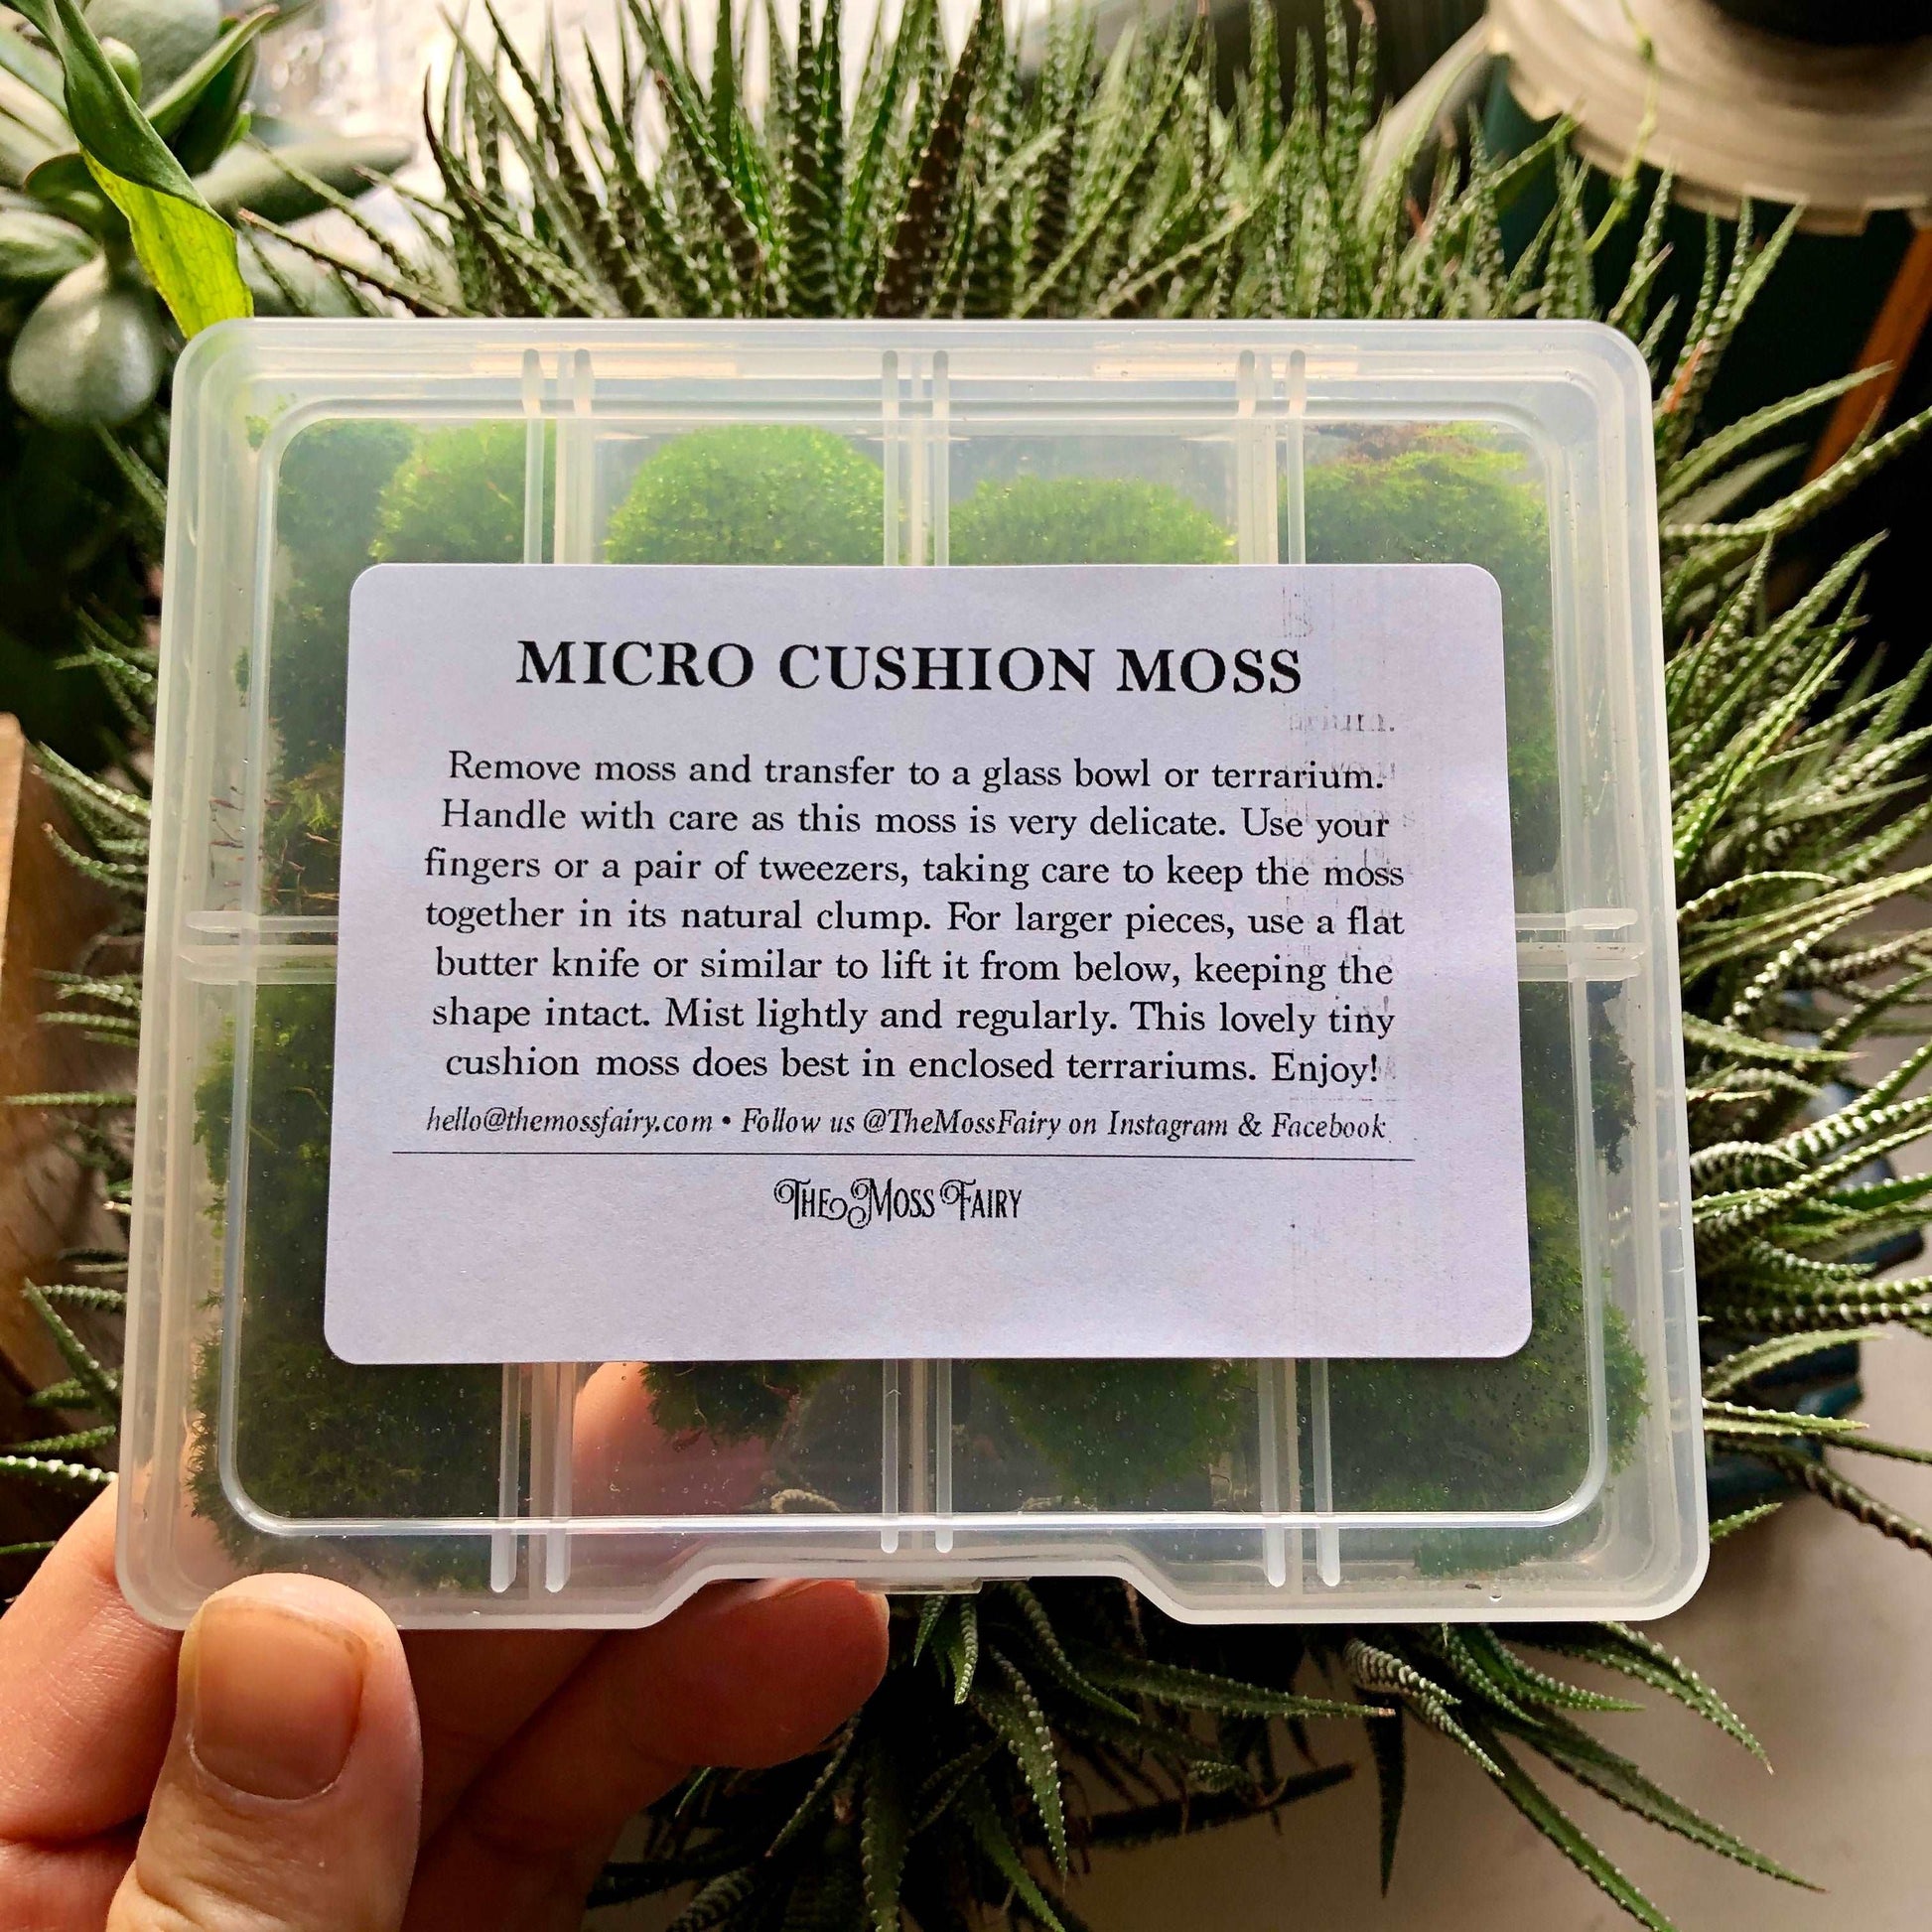 MICRO CUSHION MOSS
Remove moss and transfer to a glass bowl or terrarium.
Handle with care as this moss is very delicate. Use your
fingers or a pair of tweezers, taking care to keep the moss
together in its natural clump. For larger pieces, use a flat
butter knife or similar to lift it from below, keeping the
shape intact. Mist lightly and regularly. This lovely tiny
cushion moss does best in enclosed terrariums. Enjoy!
hello@themossfairy.com • Follow us @TheMossFairy on Instagram & Facebook
THE MOSS FAIRY